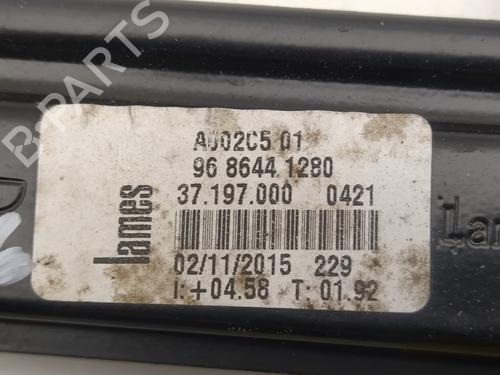 A002C5 01
96 8644 1280
37.197.000 0421
lames
02/11/2015 229
I: +04.58 T: 01.92
Lam
B-PARTS